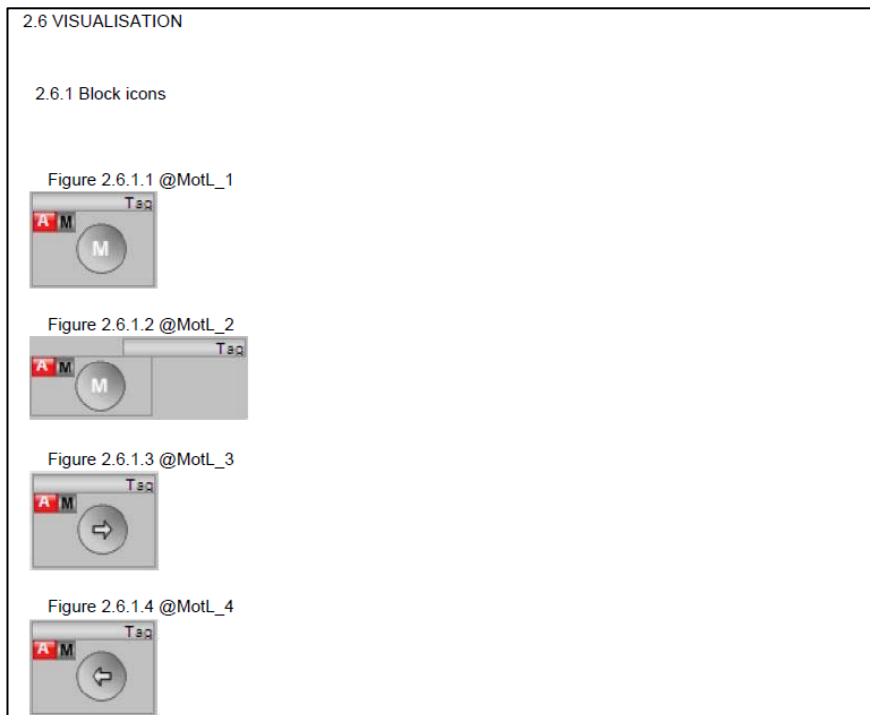 2.6 VISUALISATION
2.6.1 Block icons
Figure 2.6.1.1 @MotL_1
Tag
A M
M
Figure 2.6.1.2 @MotL_2
Tag
A M
M
Figure 2.6.1.3 @MotL_3
Tag
A M
Figure 2.6.1.4 @MotL_4
Tag
A M